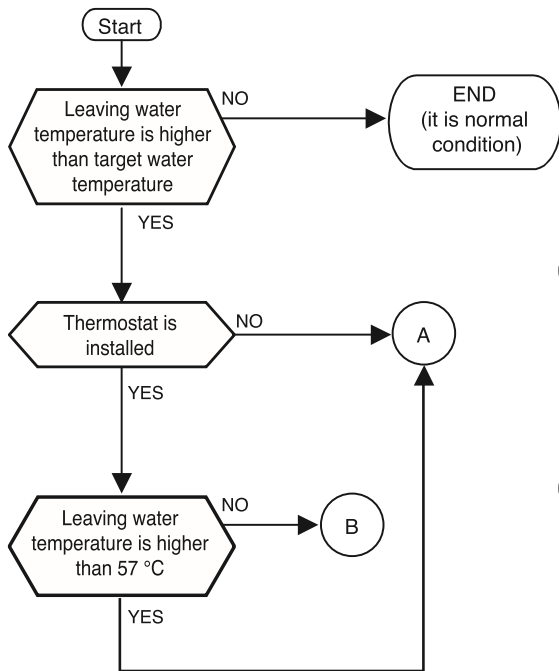 Start
Leaving water
temperature is higher
than target water
temperature
NO
END
(it is normal
condition)
YES
Thermostat is
installed
NO
A
YES
Leaving water
temperature is higher
than 57 °C
NO
B
YES